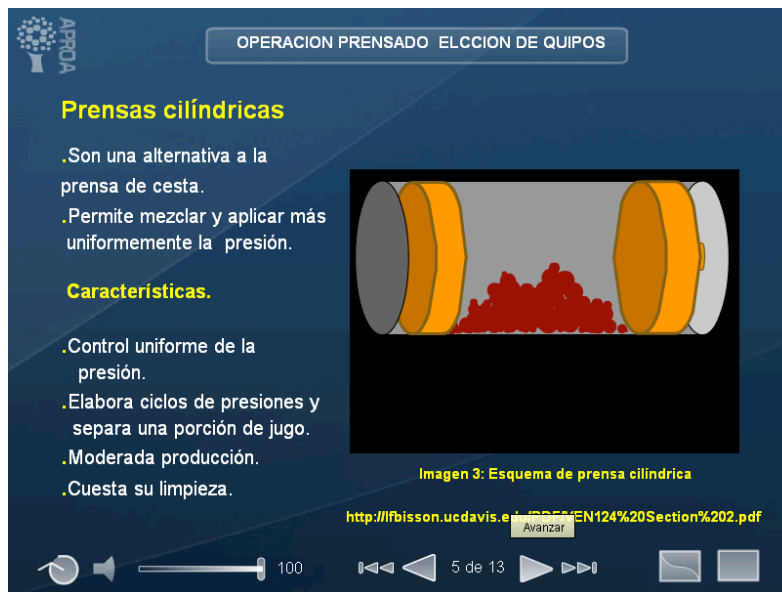 APROA
OPERACION PRENSADO ELCCION DE QUIPOS
Prensas cilíndricas
.Son una alternativa a la
prensa de cesta.
.Permite mezclar y aplicar más
uniformemente la presión.
Características.
.Control uniforme de la
presión.
.Elabora ciclos de presiones y
separa una porción de jugo.
.Moderada producción.
.Cuesta su limpieza.
Imagen 3: Esquema de prensa cilíndrica
http://lfbisson.ucdavis.edu/PDF/VEN124%20Section%202.pdf
Avanzar
100
5 de 13